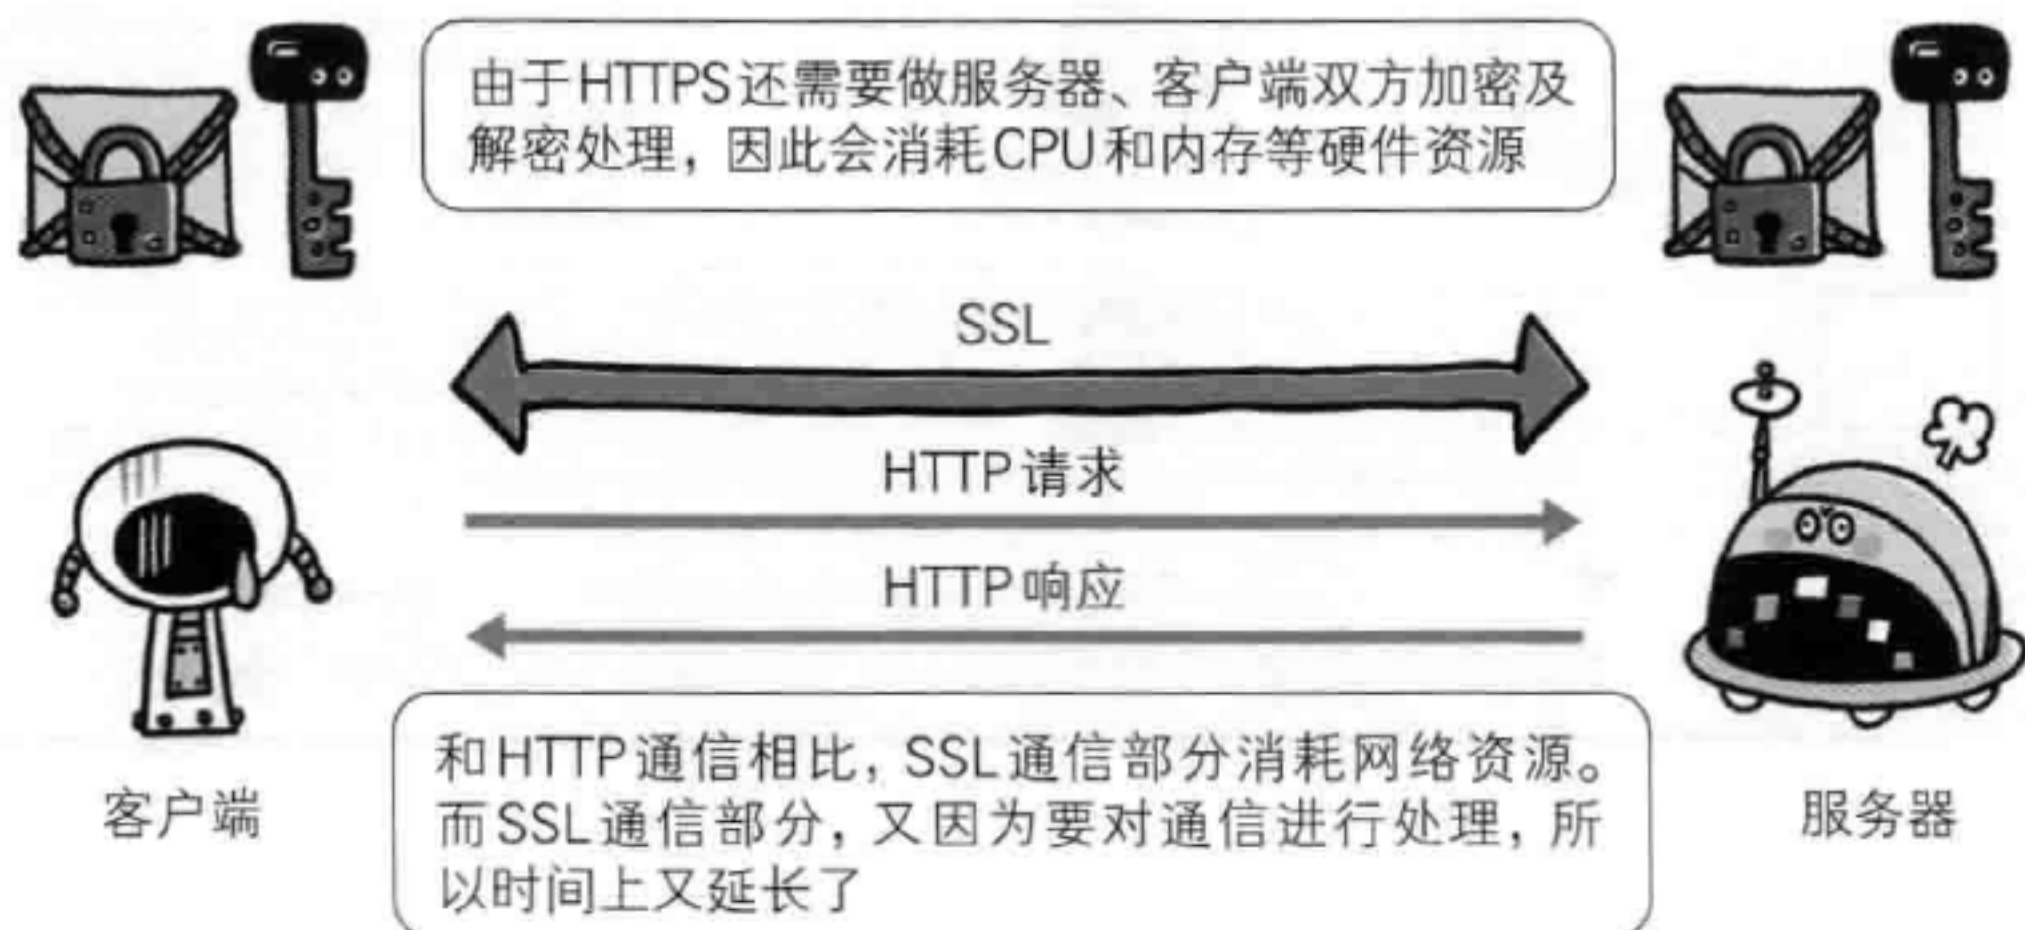 由于HTTPS还需要做服务器、客户端双方加密及
解密处理，因此会消耗CPU和内存等硬件资源
SSL
HTTP请求
HTTP响应
和HTTP通信相比，SSL通信部分消耗网络资源。
而SSL通信部分，又因为要对通信进行处理，所
以时间上又延长了
客户端
服务器